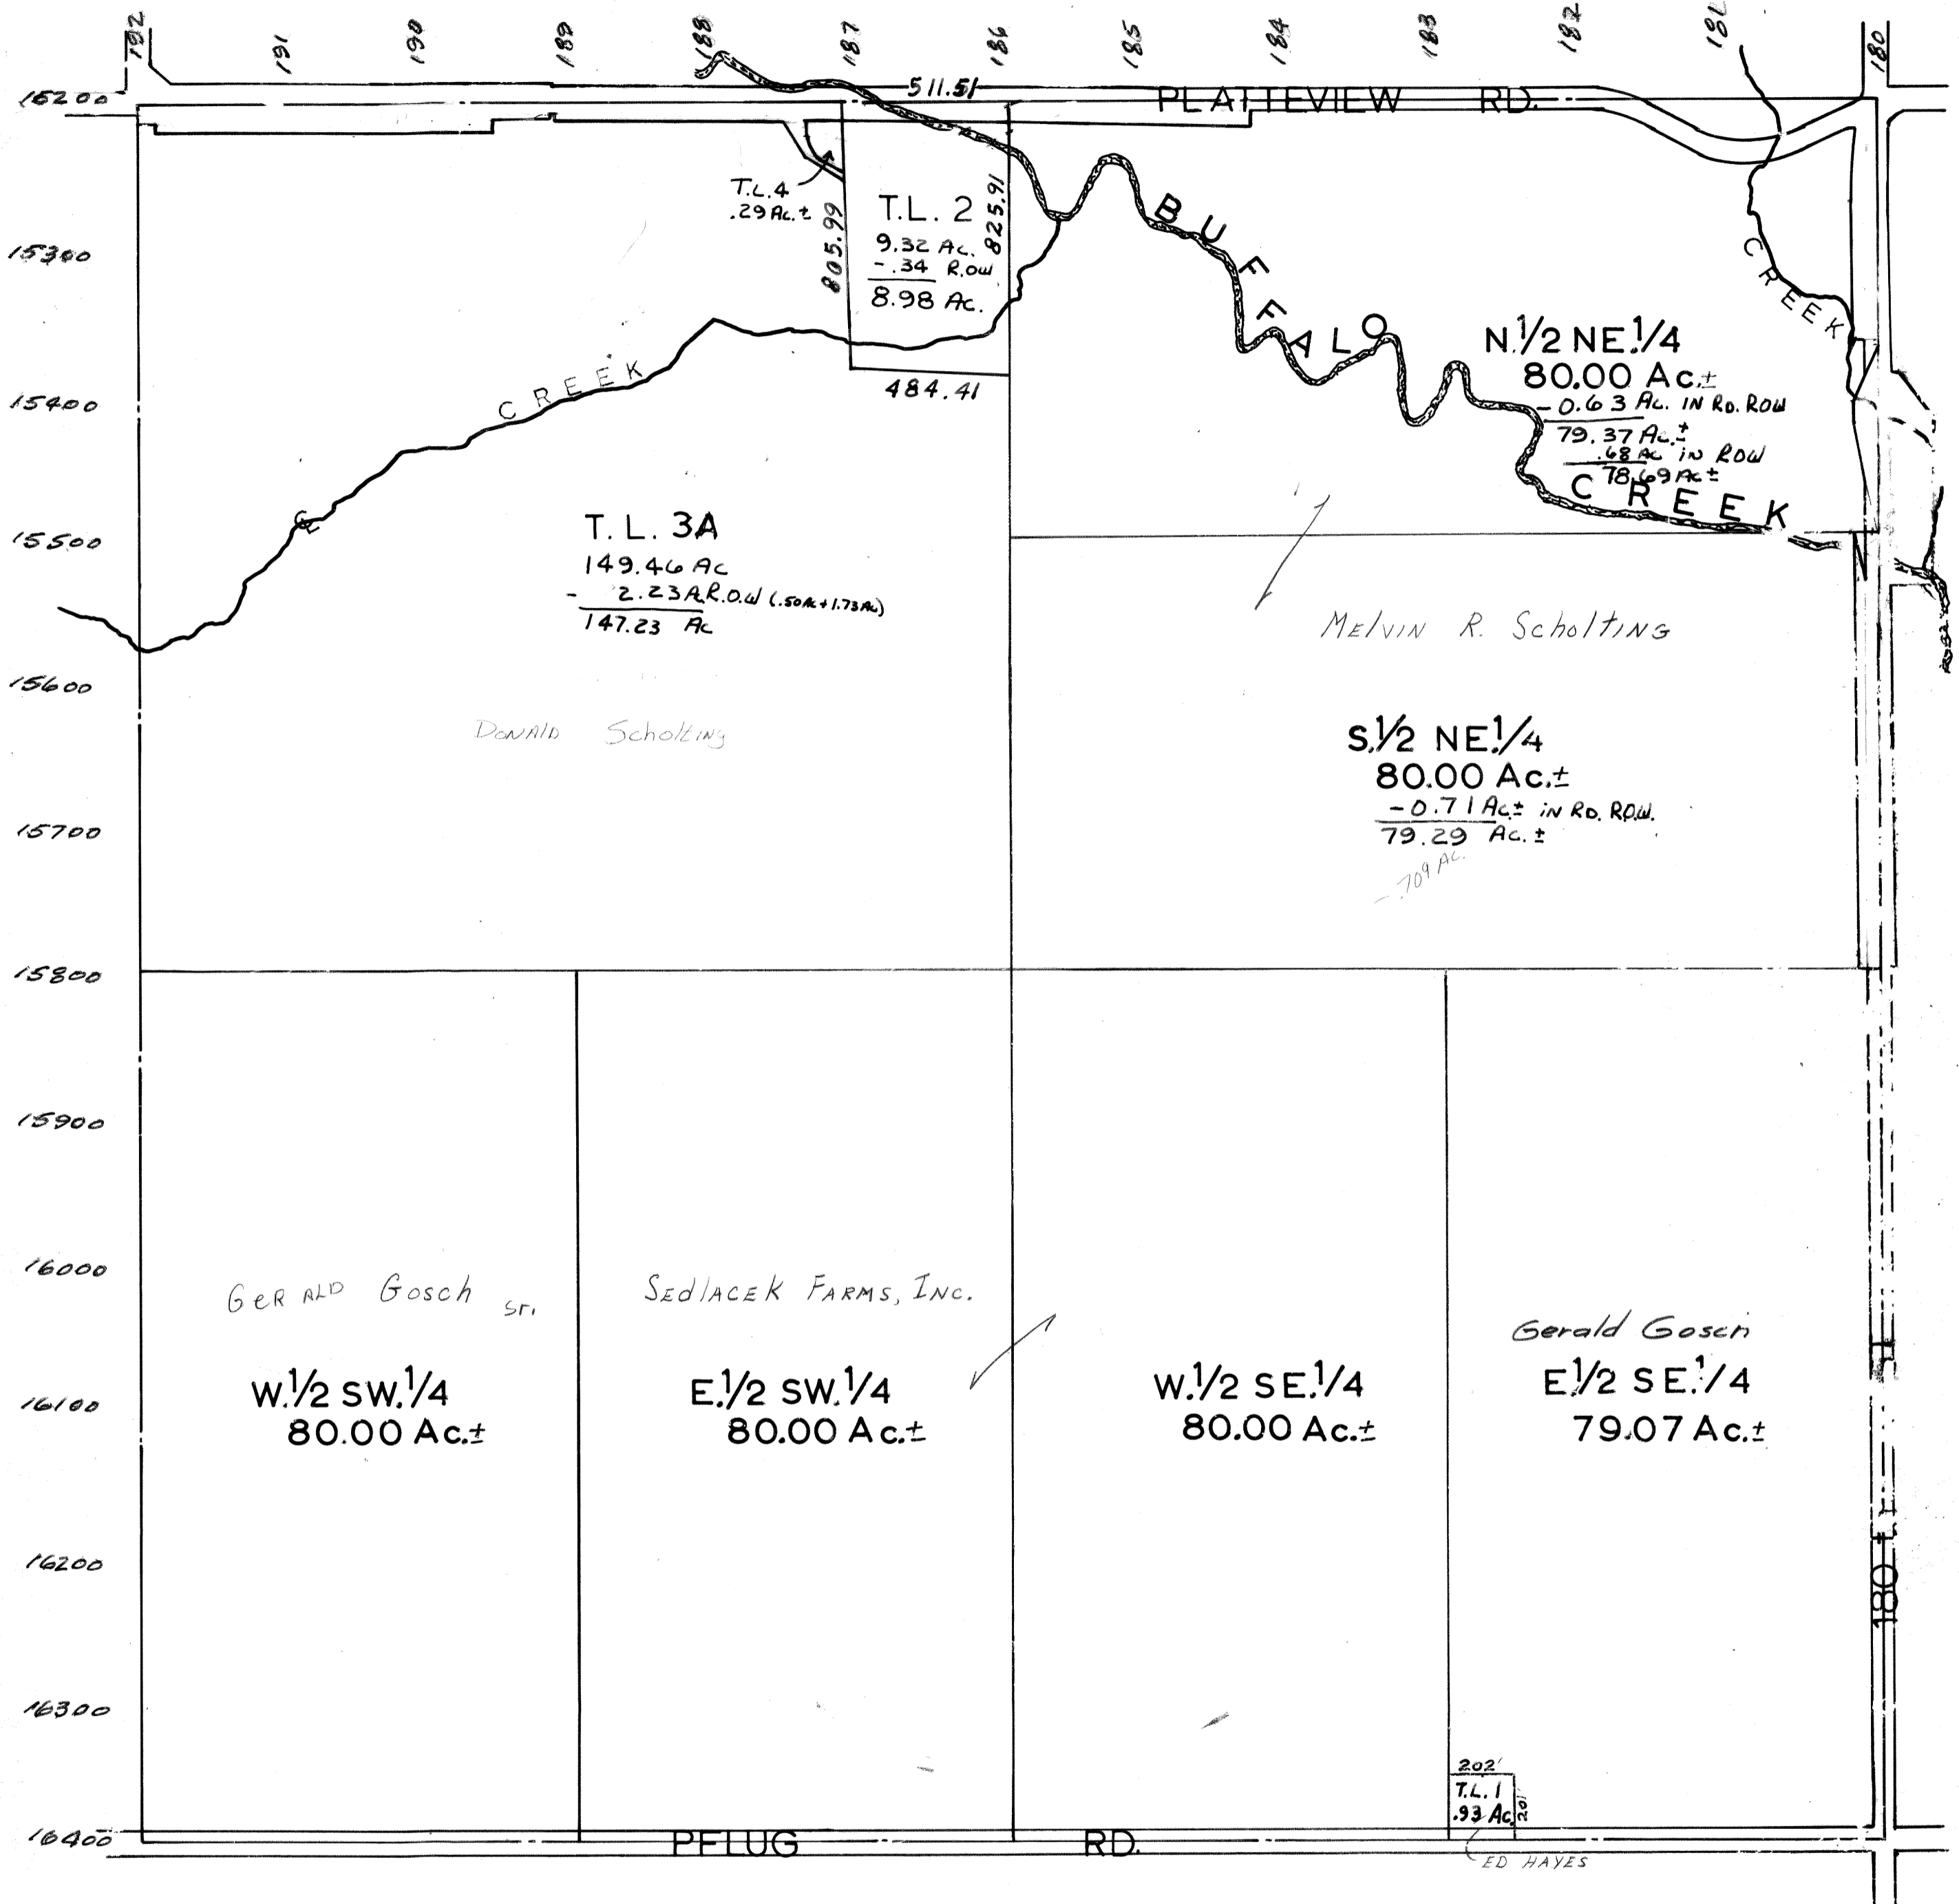 192 191 190 189 188 187 186 185 184 183 182 181 180
15200
15300
15400
15500
15600
15700
15800
15900
16000
16100
16200
16300
16400
511.51
PLATTEVIEW RD.
T.L.4
.29 Ac.±
805.99
T.L. 2
9.32 Ac.
-.34 R.OW
8.98 Ac.
825.91
484.41
BUFFALO
CREEK
CREEK
CREEK
N.1/2 NE.1/4
80.00 Ac.±
-0.63 Ac. IN RD. ROW
79.37 Ac.±
.68 Ac IN ROW
78.69 Ac ±
T. L. 3A
149.46 Ac
- 2.23 A.R.O.W (.50Ac+1.73Ac)
147.23 Ac
DONALD Scholting
MELVIN R. ScholtING
S.1/2 NE.1/4
80.00 Ac.±
-0.71 Ac.± IN RD. R.O.W.
79.29 Ac. ±
-.709 AC.
GERALD Gosch sr.
W.1/2 SW.1/4
80.00 Ac.±
SEDLACEK FARMS, INC.
E.1/2 SW.1/4
80.00 Ac.±
W.1/2 SE.1/4
80.00 Ac.±
Gerald Gosch
E.1/2 SE.1/4
79.07 Ac.±
202'
T.L. 1
.93 Ac.
201'
PFLUG RD.
ED HAYES